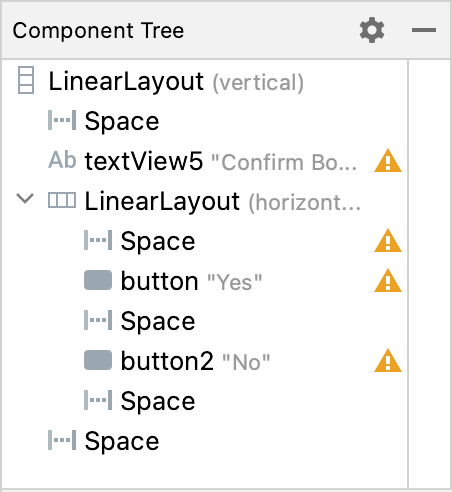 Component Tree
LinearLayout (vertical)
Space
Ab textView5 "Confirm Bo...
LinearLayout (horizont...
Space
button "Yes"
Space
button2 "No"
Space
Space